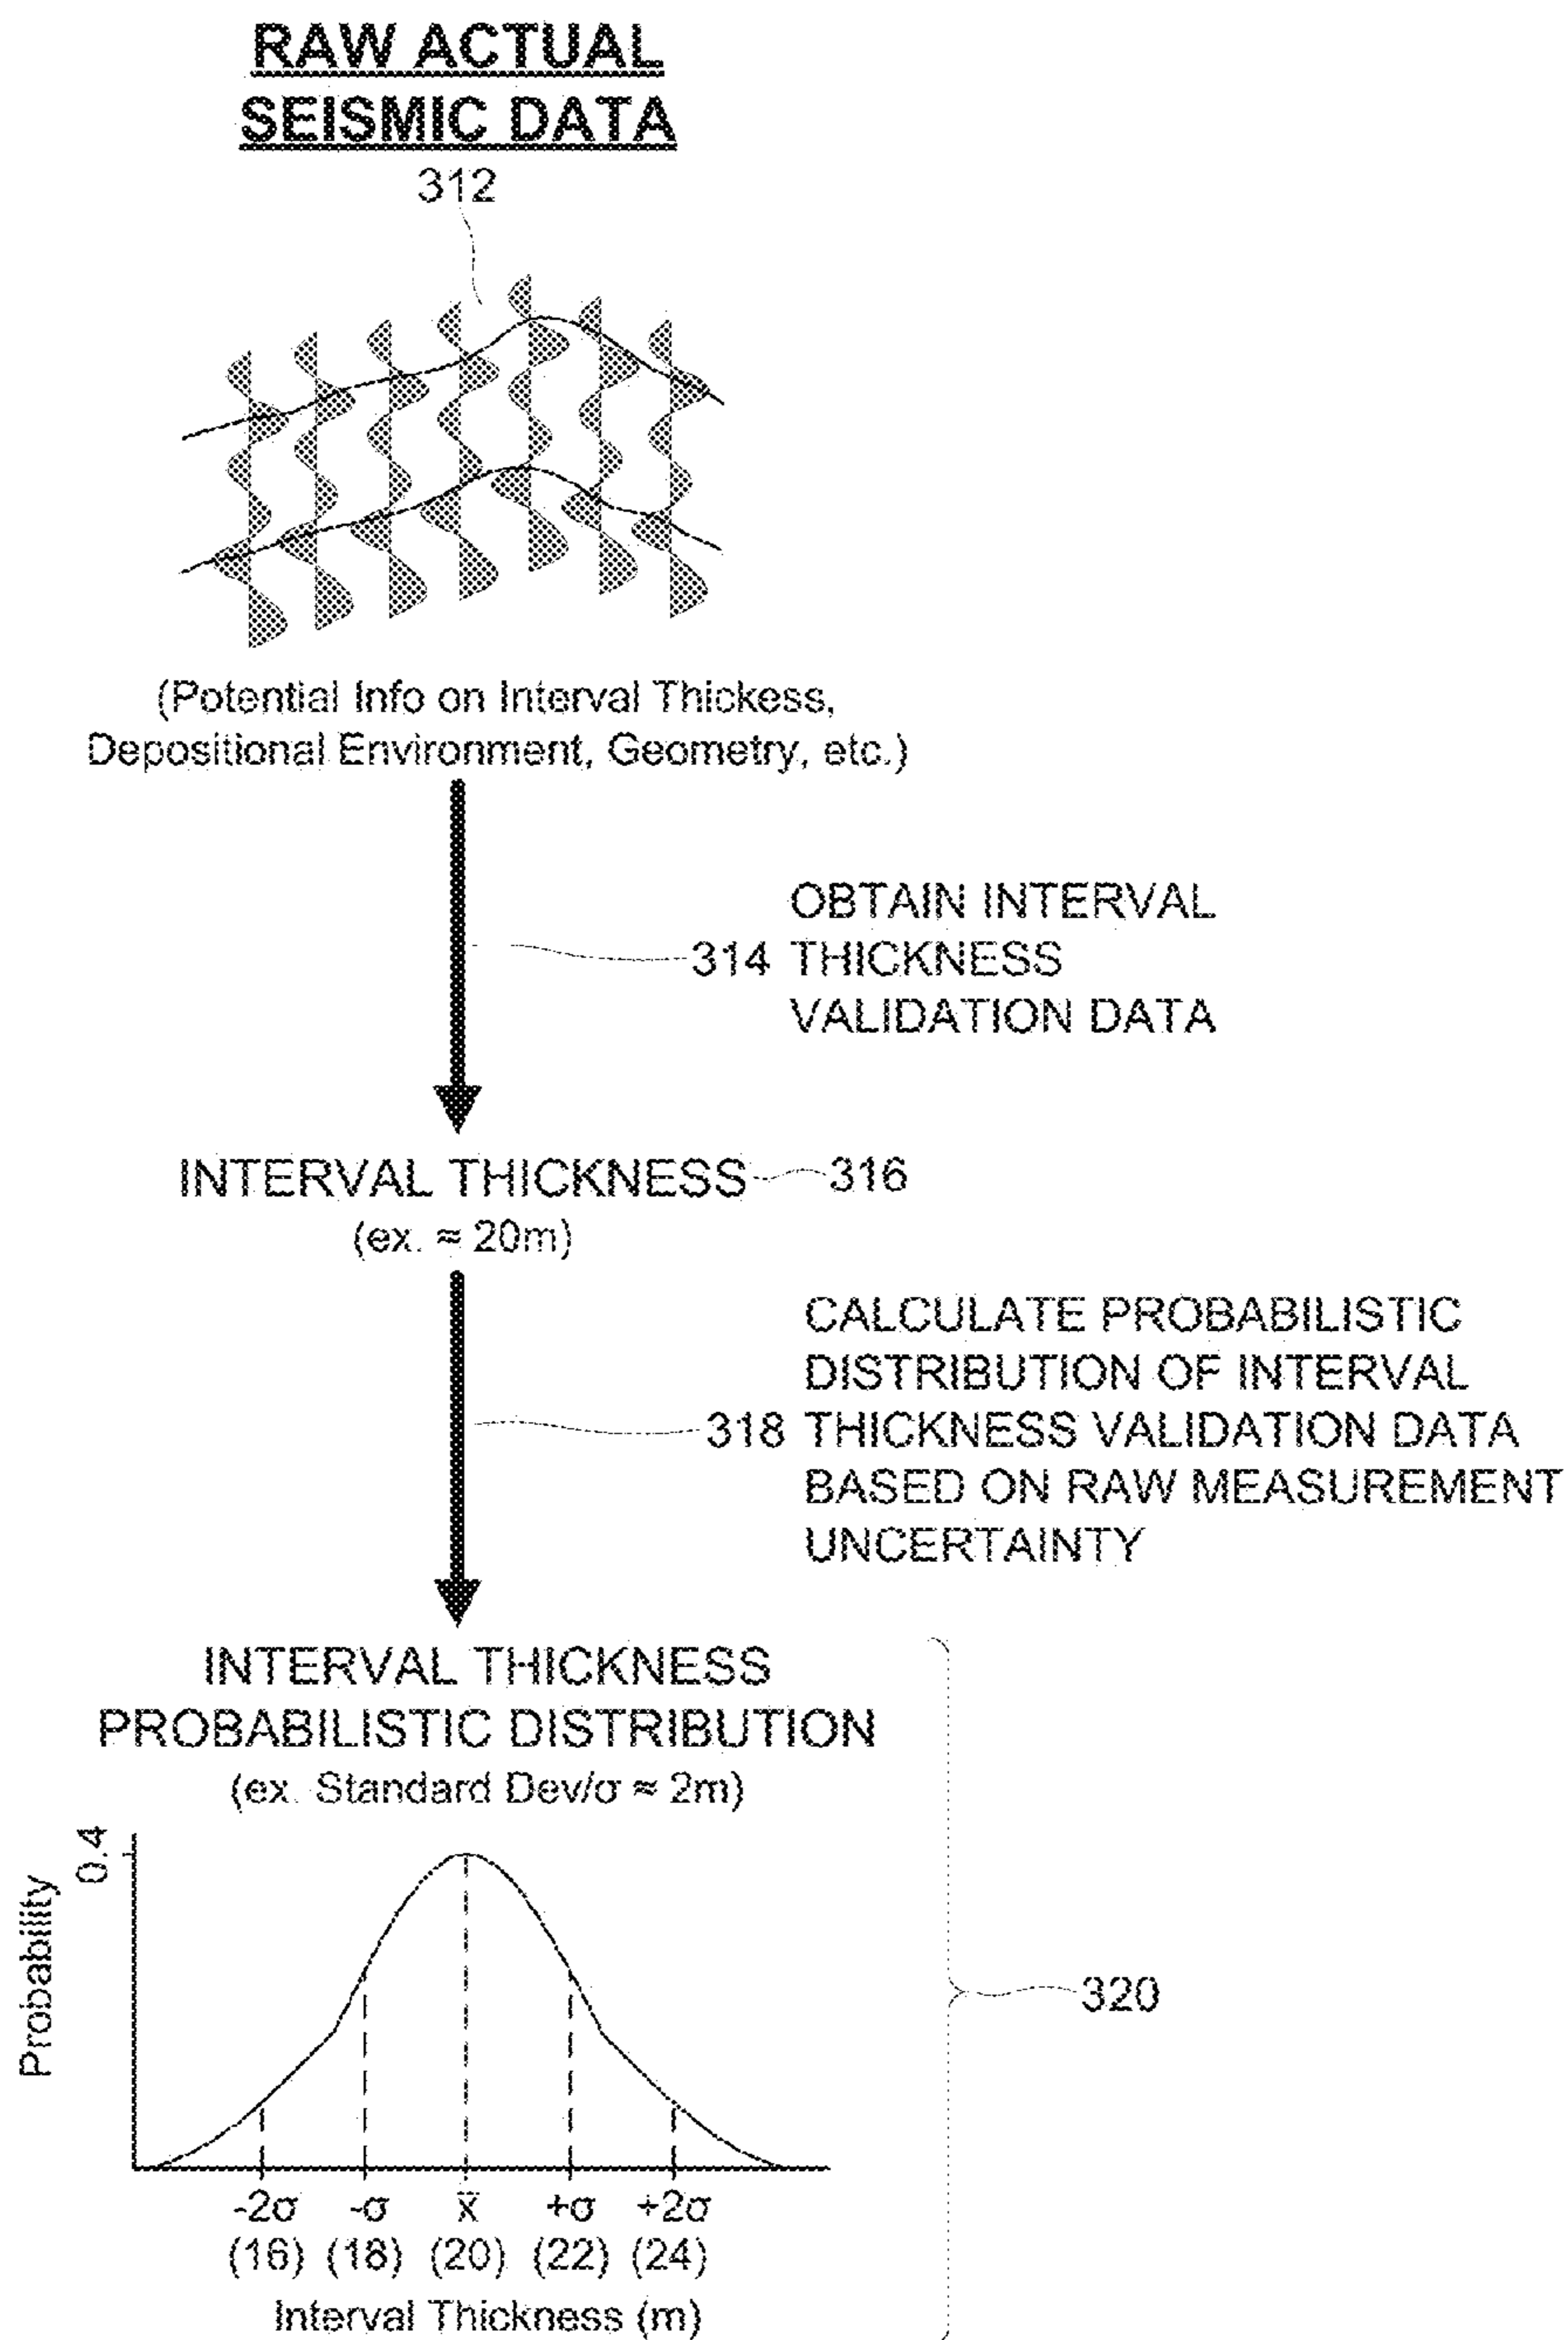 RAW ACTUAL
SEISMIC DATA
312
(Potential Info on Interval Thickess,
Depositional Environment, Geometry, etc.)
OBTAIN INTERVAL
314 THICKNESS
VALIDATION DATA
INTERVAL THICKNESS 316
(ex. ≈ 20m)
CALCULATE PROBABILISTIC
DISTRIBUTION OF INTERVAL
318 THICKNESS VALIDATION DATA
BASED ON RAW MEASUREMENT
UNCERTAINTY
INTERVAL THICKNESS
PROBABILISTIC DISTRIBUTION
(ex. Standard Dev/σ ≈ 2m)
0.4
Probability
320
-2σ -σ x̅ +σ +2σ
(16) (18) (20) (22) (24)
Interval Thickness (m)